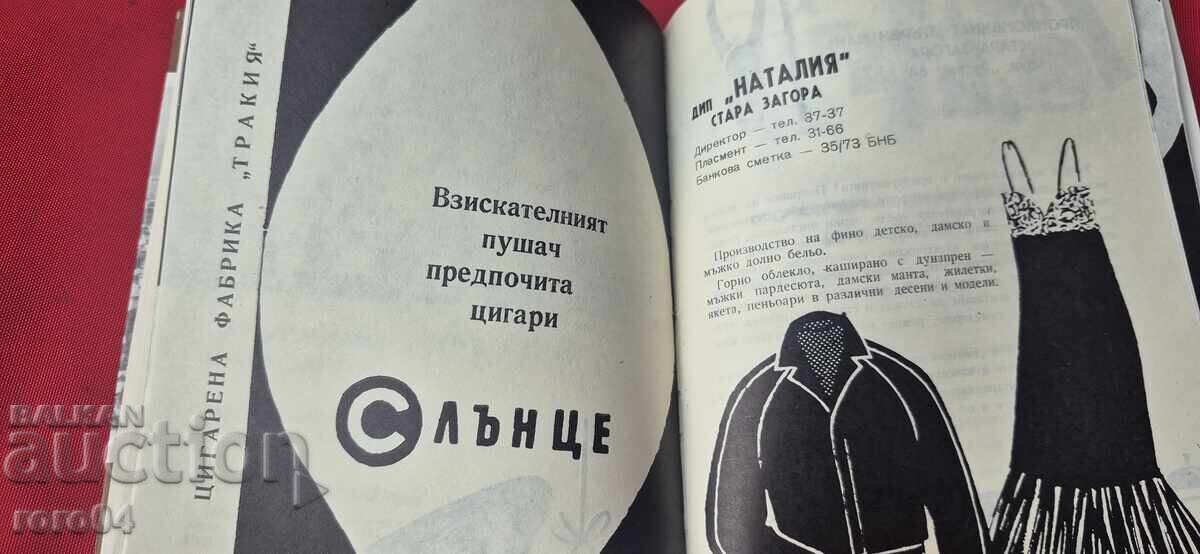 ЦИГАРЕНА ФАБРИКА „ТРАКИЯ“
Взискателният
пушач
предпочита
цигари
СЛЪНЦЕ
ДИП „НАТАЛИЯ“
СТАРА ЗАГОРА
Директор — тел. 37-37
Пласмент — тел. 31-66
Банкова сметка — 35/73 БНБ
Производство на фино детско, дамско и
мъжко долно бельо.
Горно облекло, каширано с дунапрен —
мъжки пардесюта, дамски манта, жилетки,
якета, пеньоари в различни десени и модели.
BALKAN
auction
roro04